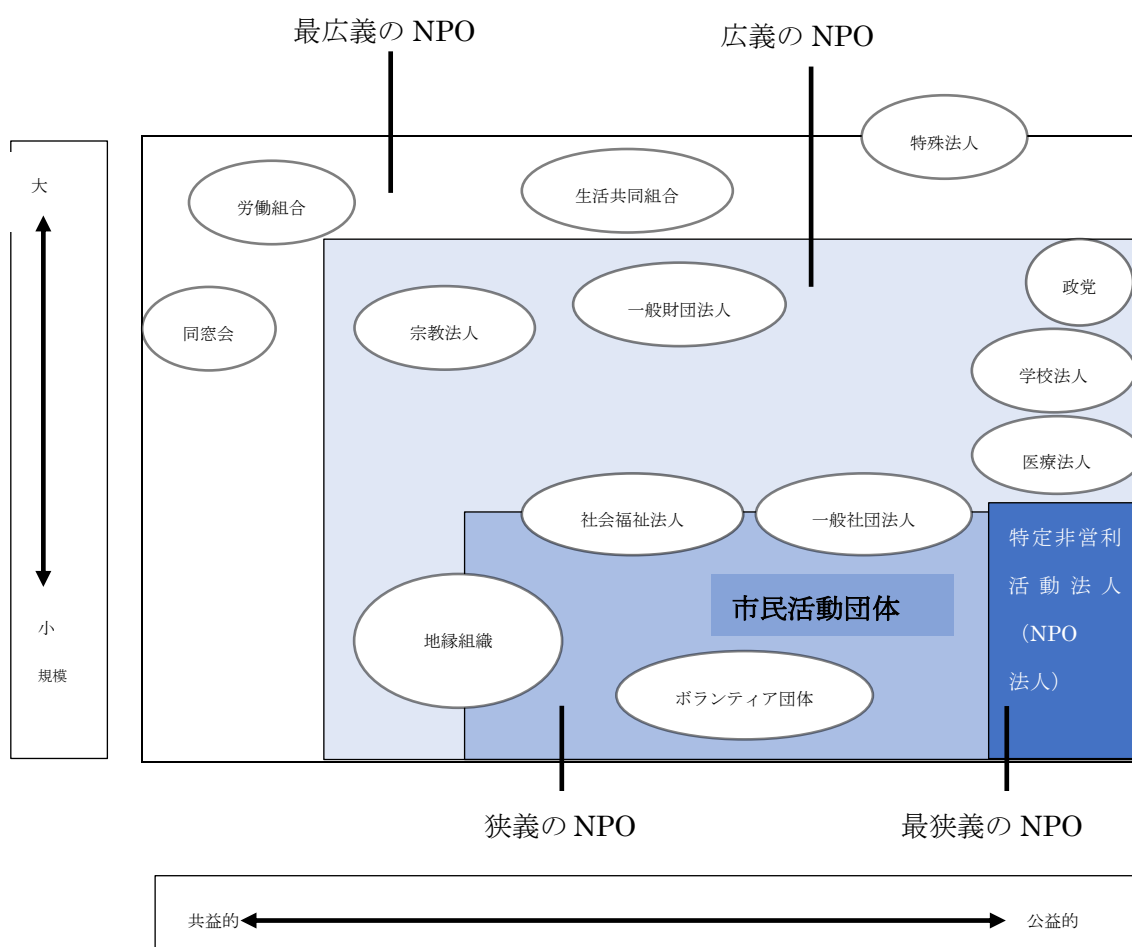 最広義の NPO
広義の NPO
特殊法人
大
労働組合
生活共同組合
政党
同窓会
宗教法人
一般財団法人
学校法人
医療法人
社会福祉法人
一般社団法人
特定非営利
活動法人
（NPO
法人）
市民活動団体
小
地縁組織
規模
ボランティア団体
狭義の NPO
最狭義の NPO
共益的
公益的